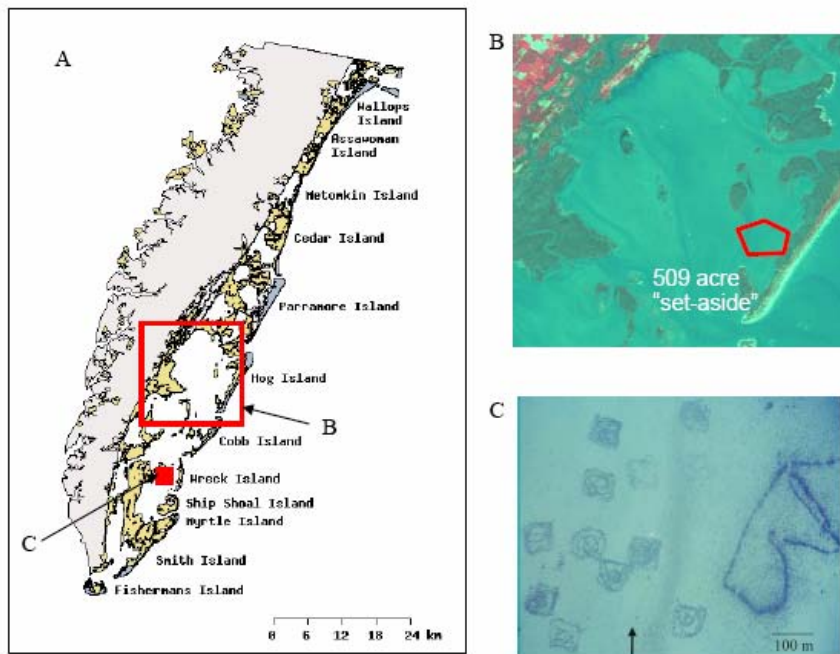 A
Wallops
Island
Assawoman
Island
Metomkin Island
Cedar Island
Parramore Island
Hog Island
B
Cobb Island
Wreck Island
Ship Shoal Island
Myrtle Island
C
Smith Island
Fishermans Island
0 6 12 18 24 km
B
509 acre
"set-aside"
C
100 m